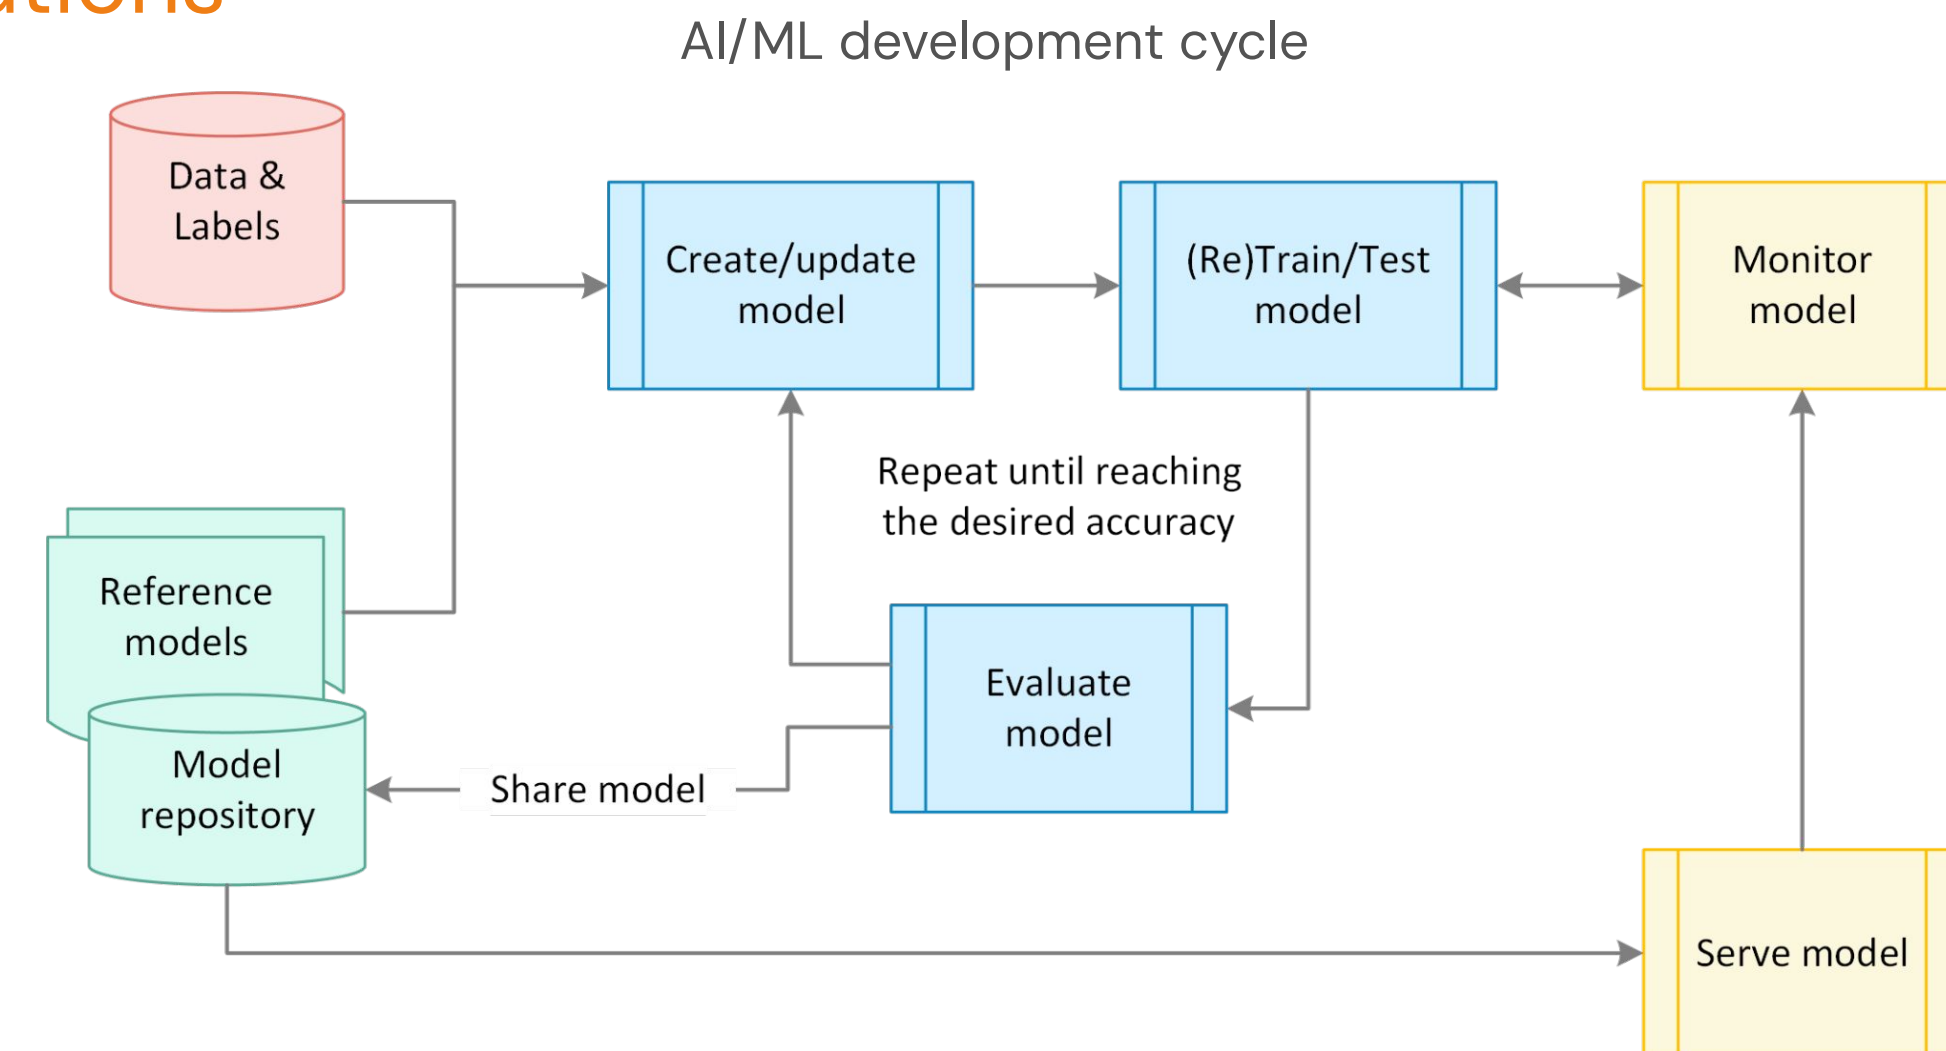 AI/ML development cycle
Data &
Labels
Create/update
model
(Re)Train/Test
model
Monitor
model
Repeat until reaching
the desired accuracy
Reference
models
Evaluate
model
Model
repository
Share model
Serve model